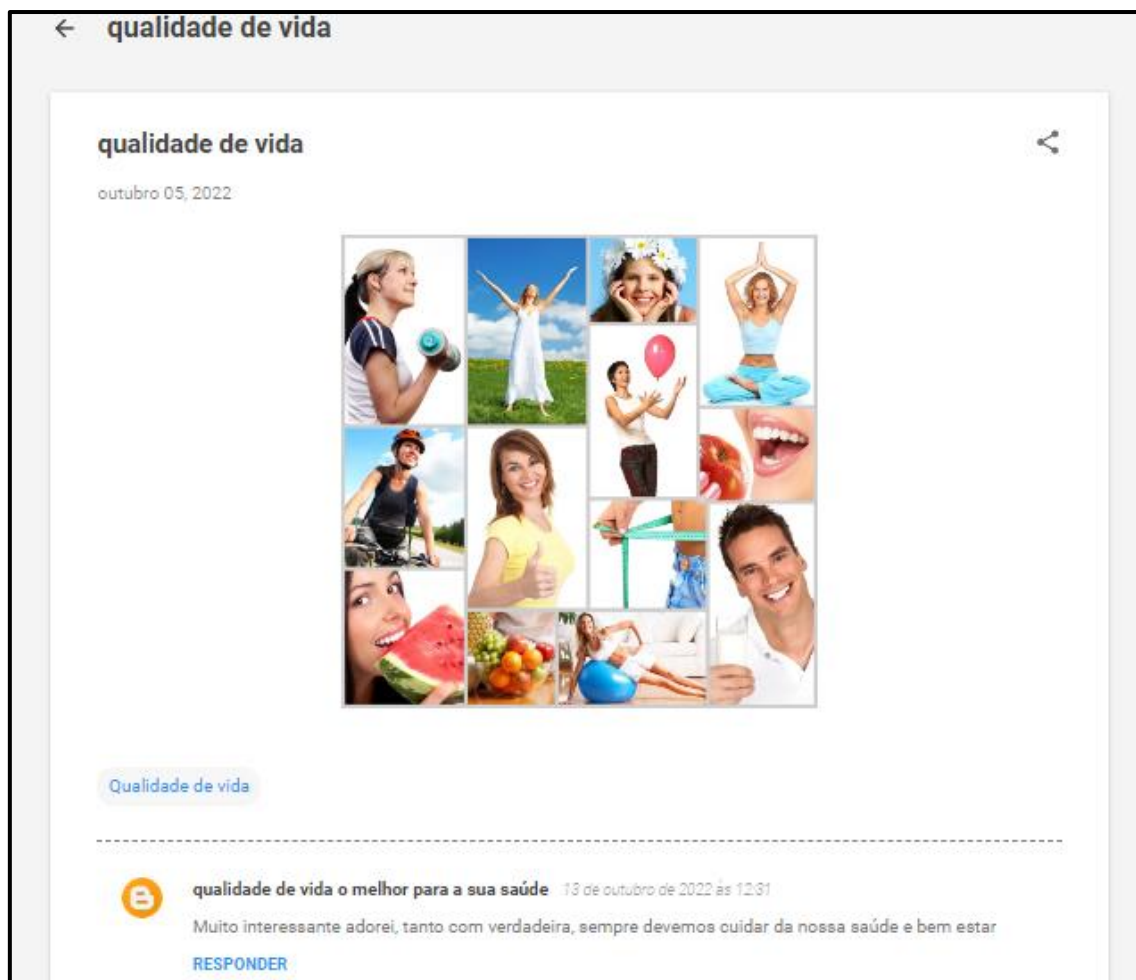 qualidade de vida
qualidade de vida
outubro 05, 2022
Qualidade de vida
qualidade de vida o melhor para a sua saúde 13 de outubro de 2022 às 12:31
Muito interessante adorei, tanto com verdadeira, sempre devemos cuidar da nossa saúde e bem estar
RESPONDER